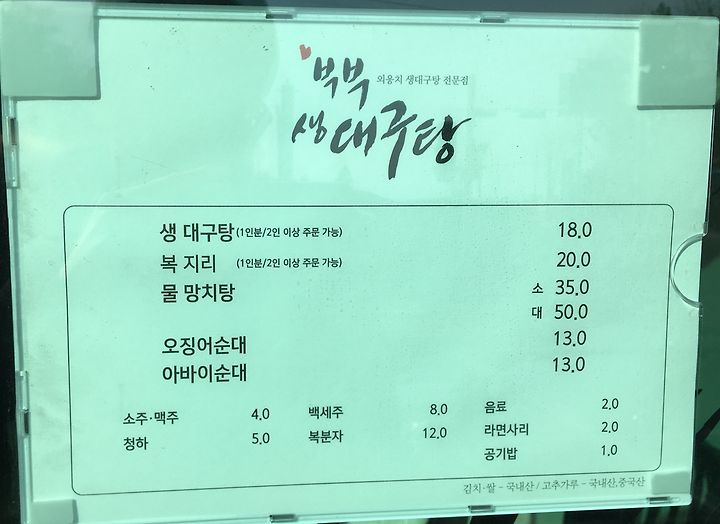 북북 외옹치 생대구탕 전문점
생대구탕
생 대구탕 (1인분/2인 이상 주문 가능) 18.0
복 지리 (1인분/2인 이상 주문 가능) 20.0
물 망치탕 소 35.0
대 50.0
오징어순대 13.0
아바이순대 13.0
소주·맥주 4.0 백세주 8.0 음료 2.0
청하 5.0 복분자 12.0 라면사리 2.0
공기밥 1.0
김치·쌀 - 국내산 / 고추가루 - 국내산,중국산